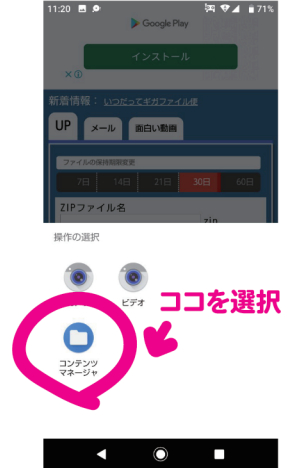 11:20 71%
Google Play
インストール
新着情報： いつだってギガファイル便
UP メール 面白い動画
ファイルの保持期限変更
7日 14日 21日 30日 60日
ZIPファイル名
zip
操作の選択
ビデオ
ココを選択
コンテンツ
マネージャ